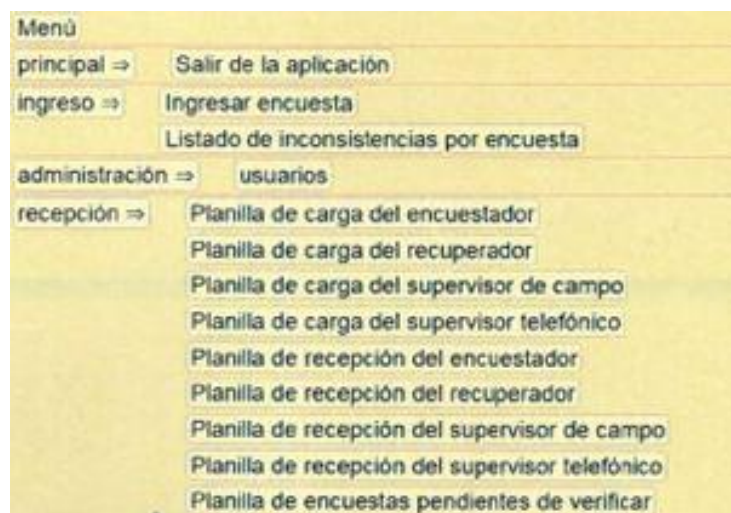 Menú
principal ⇒ Salir de la aplicación
ingreso ⇒ Ingresar encuesta
Listado de inconsistencias por encuesta
administración ⇒ usuarios
recepción ⇒ Planilla de carga del encuestador
Planilla de carga del recuperador
Planilla de carga del supervisor de campo
Planilla de carga del supervisor telefónico
Planilla de recepción del encuestador
Planilla de recepción del recuperador
Planilla de recepción del supervisor de campo
Planilla de recepción del supervisor telefónico
Planilla de encuestas pendientes de verificar